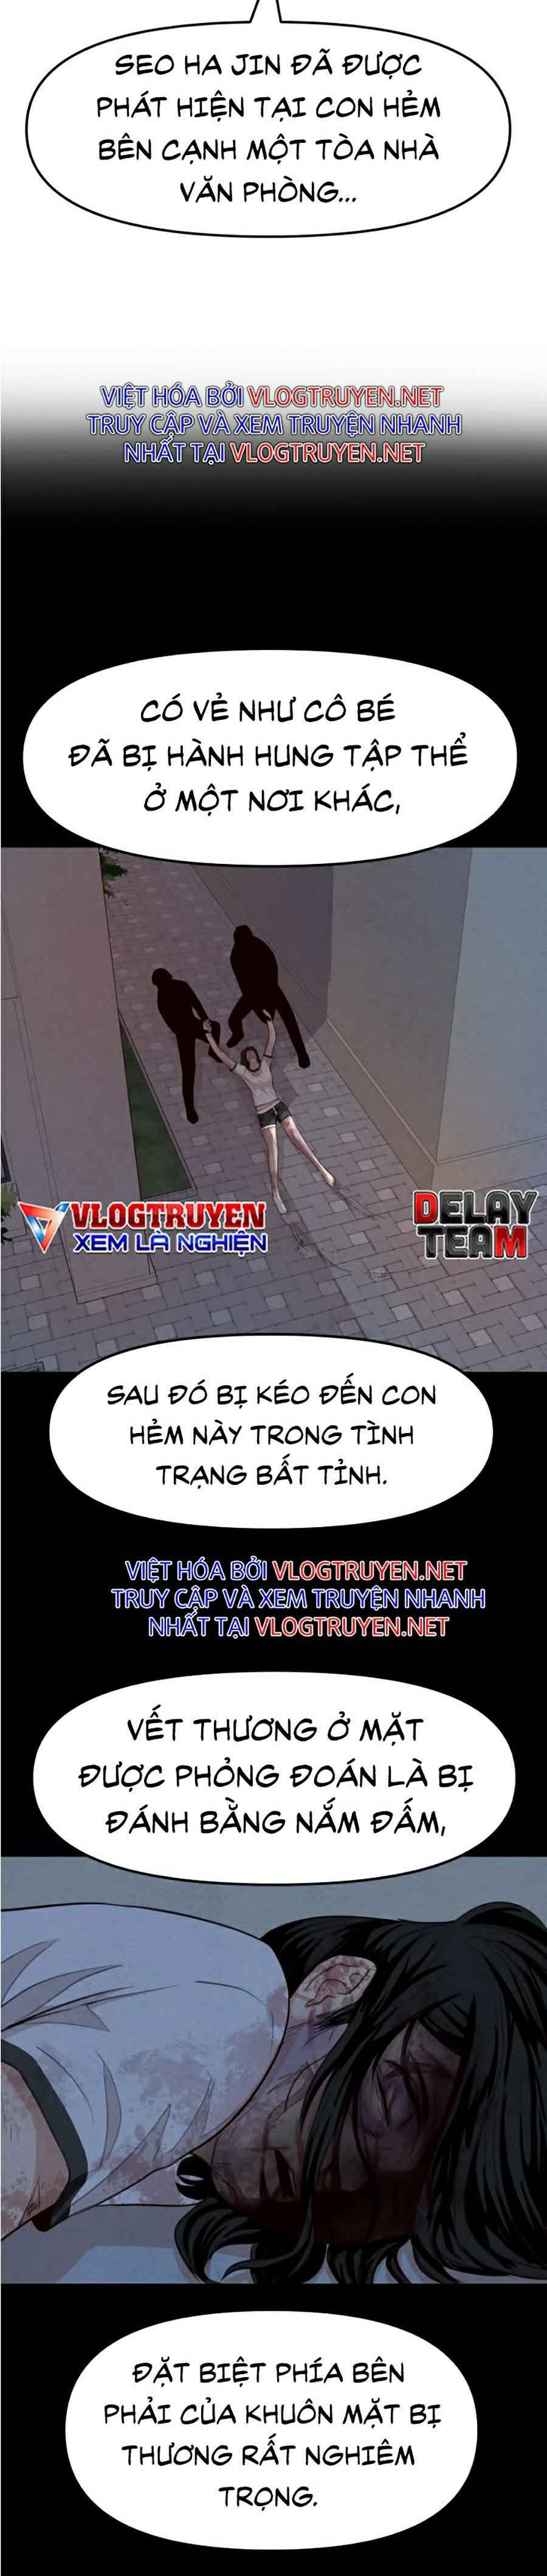 SEO HA JIN ĐÃ ĐƯỢC
PHÁT HIỆN TẠI CON HẺM
BÊN CẠNH MỘT TÒA NHÀ
VĂN PHÒNG...
VIỆT HÓA BỞI VLOGTRUYEN.NET
TRUY CẬP VÀ XEM TRUYỆN NHANH
NHẤT TẠI VLOGTRUYEN.NET
CÓ VẺ NHƯ CÔ BÉ
ĐÃ BỊ HÀNH HUNG TẬP THỂ
Ở MỘT NƠI KHÁC,
VLOGTRUYEN
XEM LÀ NGHIỆN
DELAY
TEAM
SAU ĐÓ BỊ KÉO ĐẾN CON
HẺM NÀY TRONG TÌNH
TRẠNG BẤT TỈNH.
VIỆT HÓA BỞI VLOGTRUYEN.NET
TRUY CẬP VÀ XEM TRUYỆN NHANH
NHẤT TẠI VLOGTRUYEN.NET
VẾT THƯƠNG Ở MẶT
ĐƯỢC PHỎNG ĐOÁN LÀ BỊ
ĐÁNH BẰNG NẮM ĐẤM,
ĐẶT BIỆT PHÍA BÊN
PHẢI CỦA KHUÔN MẶT BỊ
THƯƠNG RẤT NGHIÊM
TRỌNG.